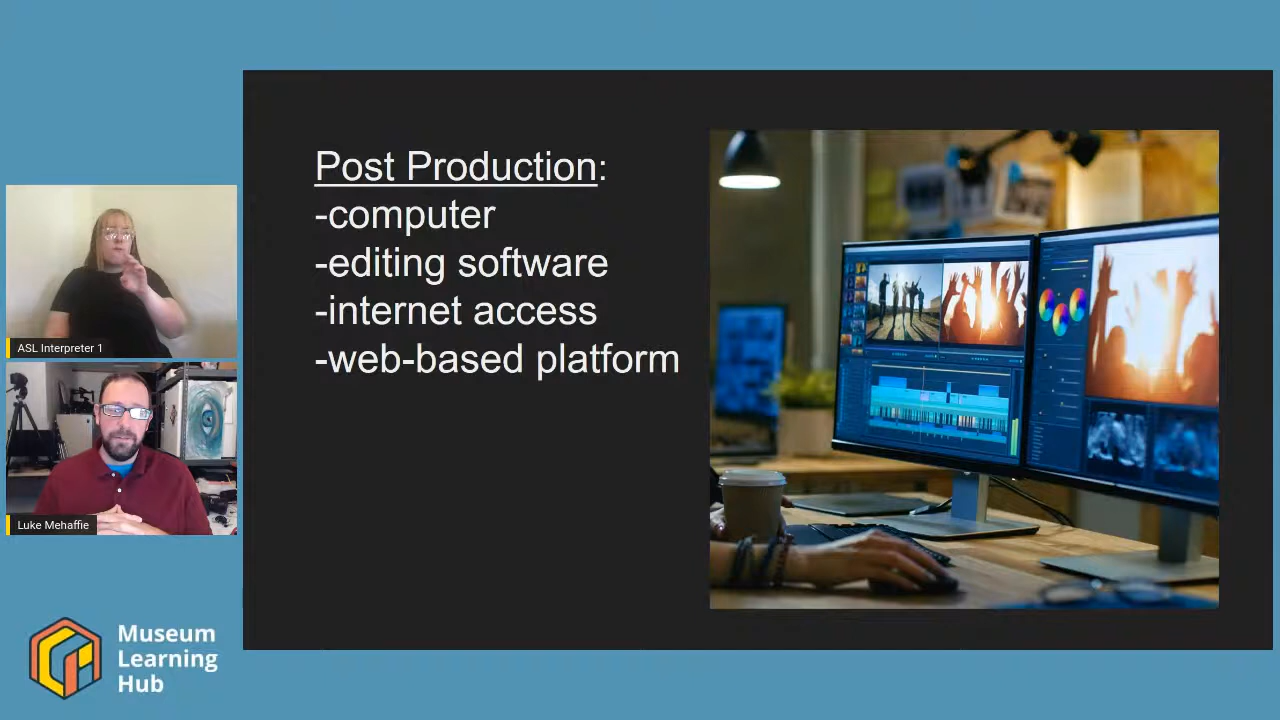 Post Production:
-computer
-editing software
-internet access
-web-based platform
ASL Interpreter 1
Luke Mehaffie
Museum
Learning
Hub